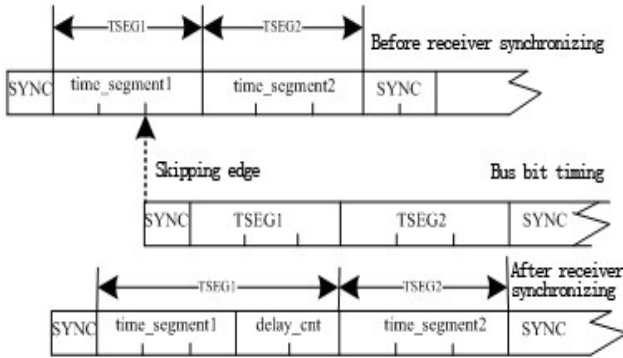 TSEG1 TSEG2 Before receiver synchronizing
SYNC time_segment1 time_segment2 SYNC
Skipping edge Bus bit timing
SYNC TSEG1 TSEG2 SYNC
TSEG1 TSEG2 After receiver
synchronizing
SYNC time_segment1 delay_cnt time_segment2 SYNC